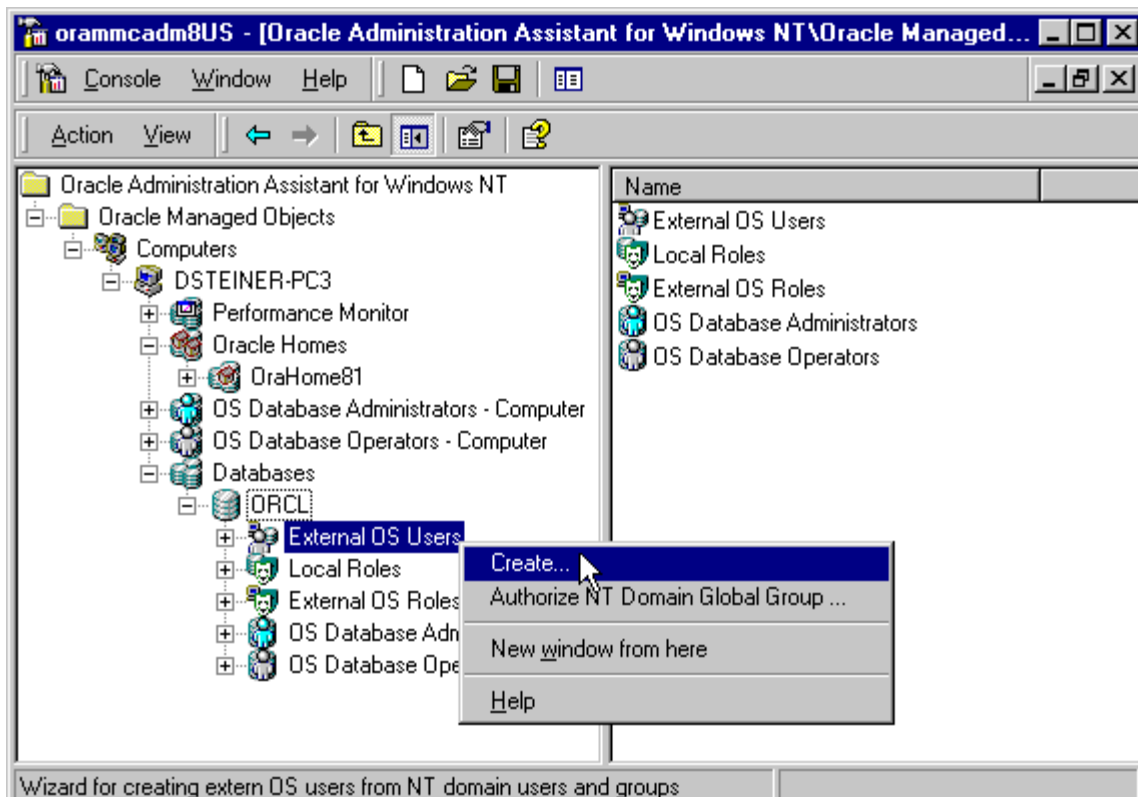 orammcadm8US - [Oracle Administration Assistant for Windows NT\Oracle Managed...
Console Window Help
Action View
Oracle Administration Assistant for Windows NT
Oracle Managed Objects
Computers
DSTEINER-PC3
Performance Monitor
Oracle Homes
OraHome81
OS Database Administrators - Computer
OS Database Operators - Computer
Databases
ORCL
External OS Users
Local Roles
External OS Roles
OS Database Adm
OS Database Ope
Create...
Authorize NT Domain Global Group ...
New window from here
Help
Name
External OS Users
Local Roles
External OS Roles
OS Database Administrators
OS Database Operators
Wizard for creating extern OS users from NT domain users and groups